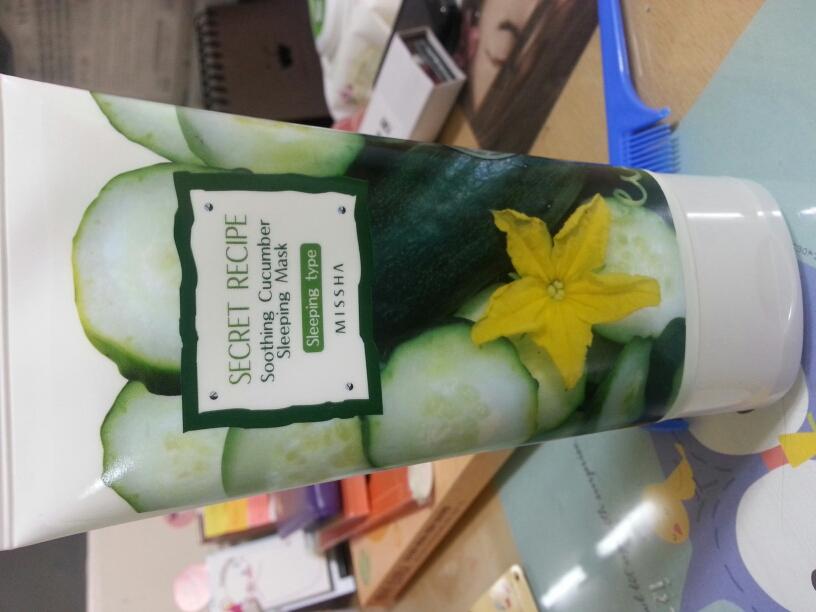 SECRET RECIPE
Soothing Cucumber
Sleeping Mask
Sleeping type
MISSHA